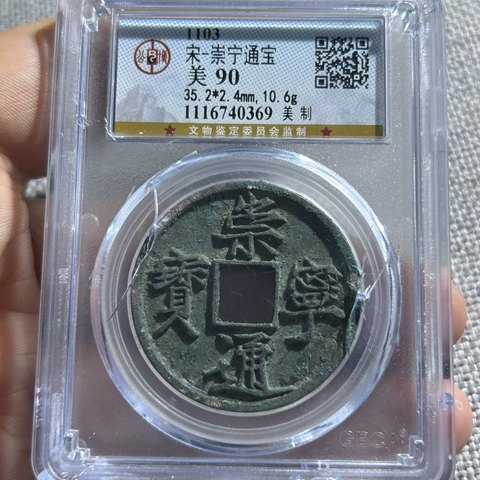 1103
宋-崇宁通宝
美 90
35.2*2.4mm,10.6g
1116740369 美 制
★ 文物鉴定委员会监制 ★
崇
寶 寧
通
GBCA